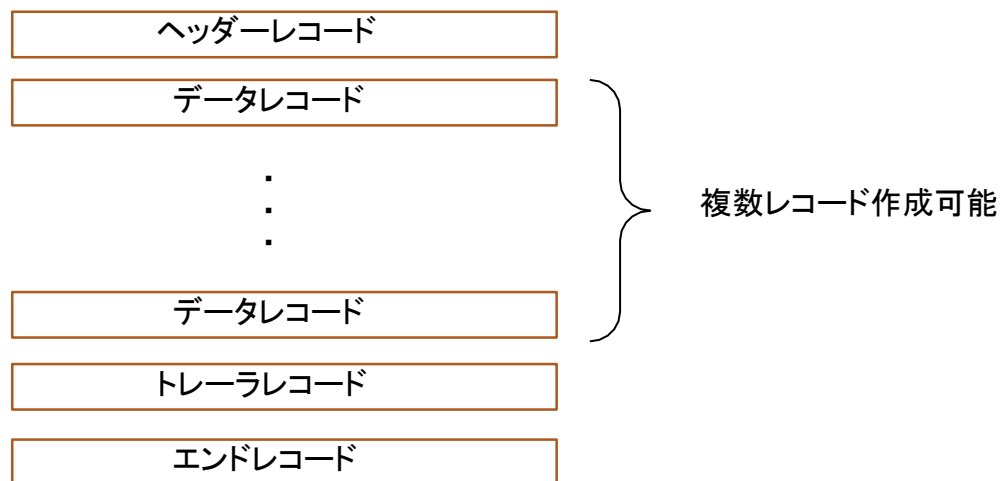 ヘッダーレコード
データレコード
・
・
・
複数レコード作成可能
データレコード
トレーラレコード
エンドレコード